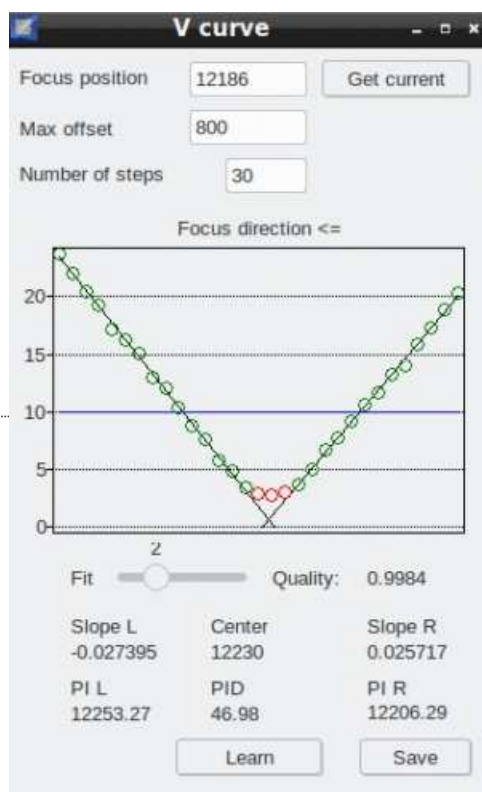 V curve
Focus position 12186 Get current
Max offset 800
Number of steps 30
Focus direction <=
20
15
10
5
0
2
Fit Quality: 0.9984
Slope L Center Slope R
-0.027395 12230 0.025717
PI L PID PI R
12253.27 46.98 12206.29
Learn Save